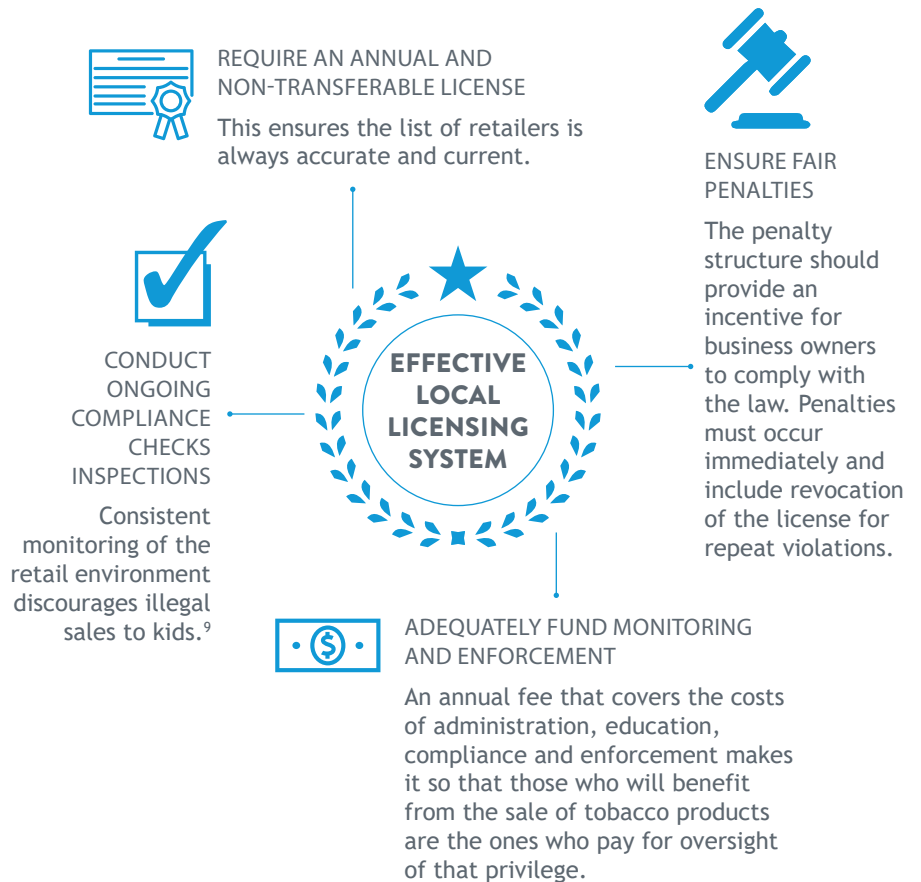 REQUIRE AN ANNUAL AND
NON-TRANSFERABLE LICENSE
This ensures the list of retailers is
always accurate and current.
ENSURE FAIR
PENALTIES
The penalty
structure should
provide an
incentive for
business owners
to comply with
the law. Penalties
must occur
immediately and
include revocation
of the license for
repeat violations.
CONDUCT
ONGOING
COMPLIANCE
CHECKS
INSPECTIONS
Consistent
monitoring of the
retail environment
discourages illegal
sales to kids.⁹
EFFECTIVE
LOCAL
LICENSING
SYSTEM
$
ADEQUATELY FUND MONITORING
AND ENFORCEMENT
An annual fee that covers the costs
of administration, education,
compliance and enforcement makes
it so that those who will benefit
from the sale of tobacco products
are the ones who pay for oversight
of that privilege.